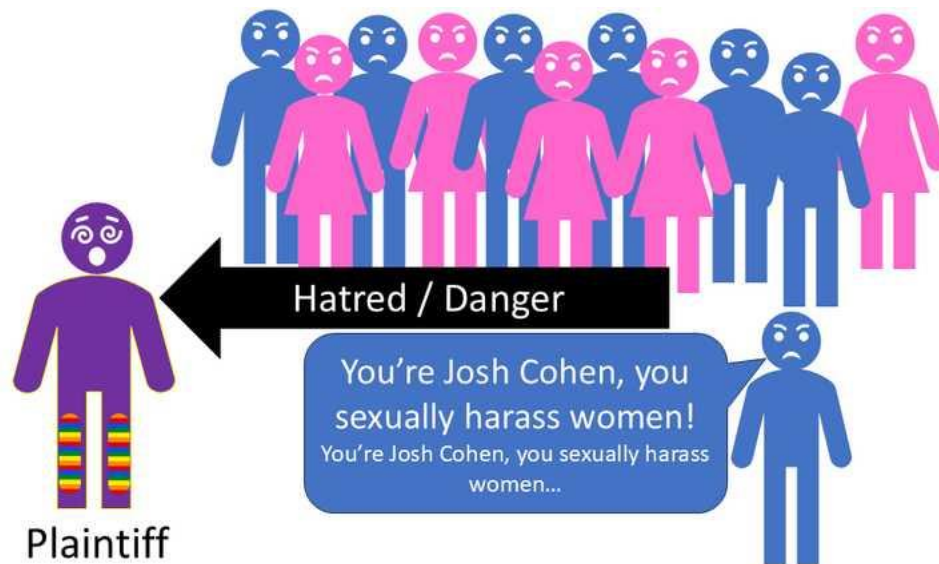 Hatred / Danger
You’re Josh Cohen, you
sexually harass women!
You’re Josh Cohen, you sexually harass
women…
Plaintiff